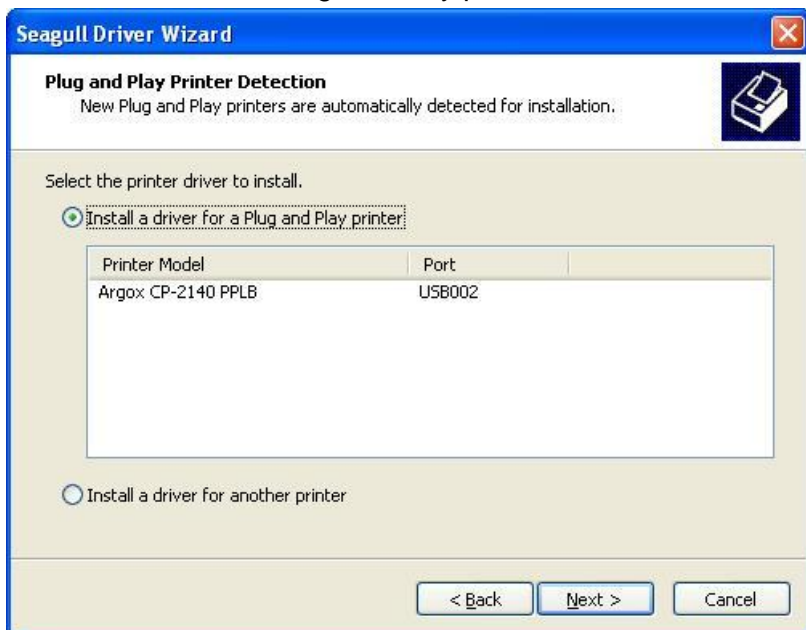 Seagull Driver Wizard
Plug and Play Printer Detection
New Plug and Play printers are automatically detected for installation.
Select the printer driver to install.
Install a driver for a Plug and Play printer
Printer Model Port
Argox CP-2140 PPLB USB002
Install a driver for another printer
< Back Next > Cancel